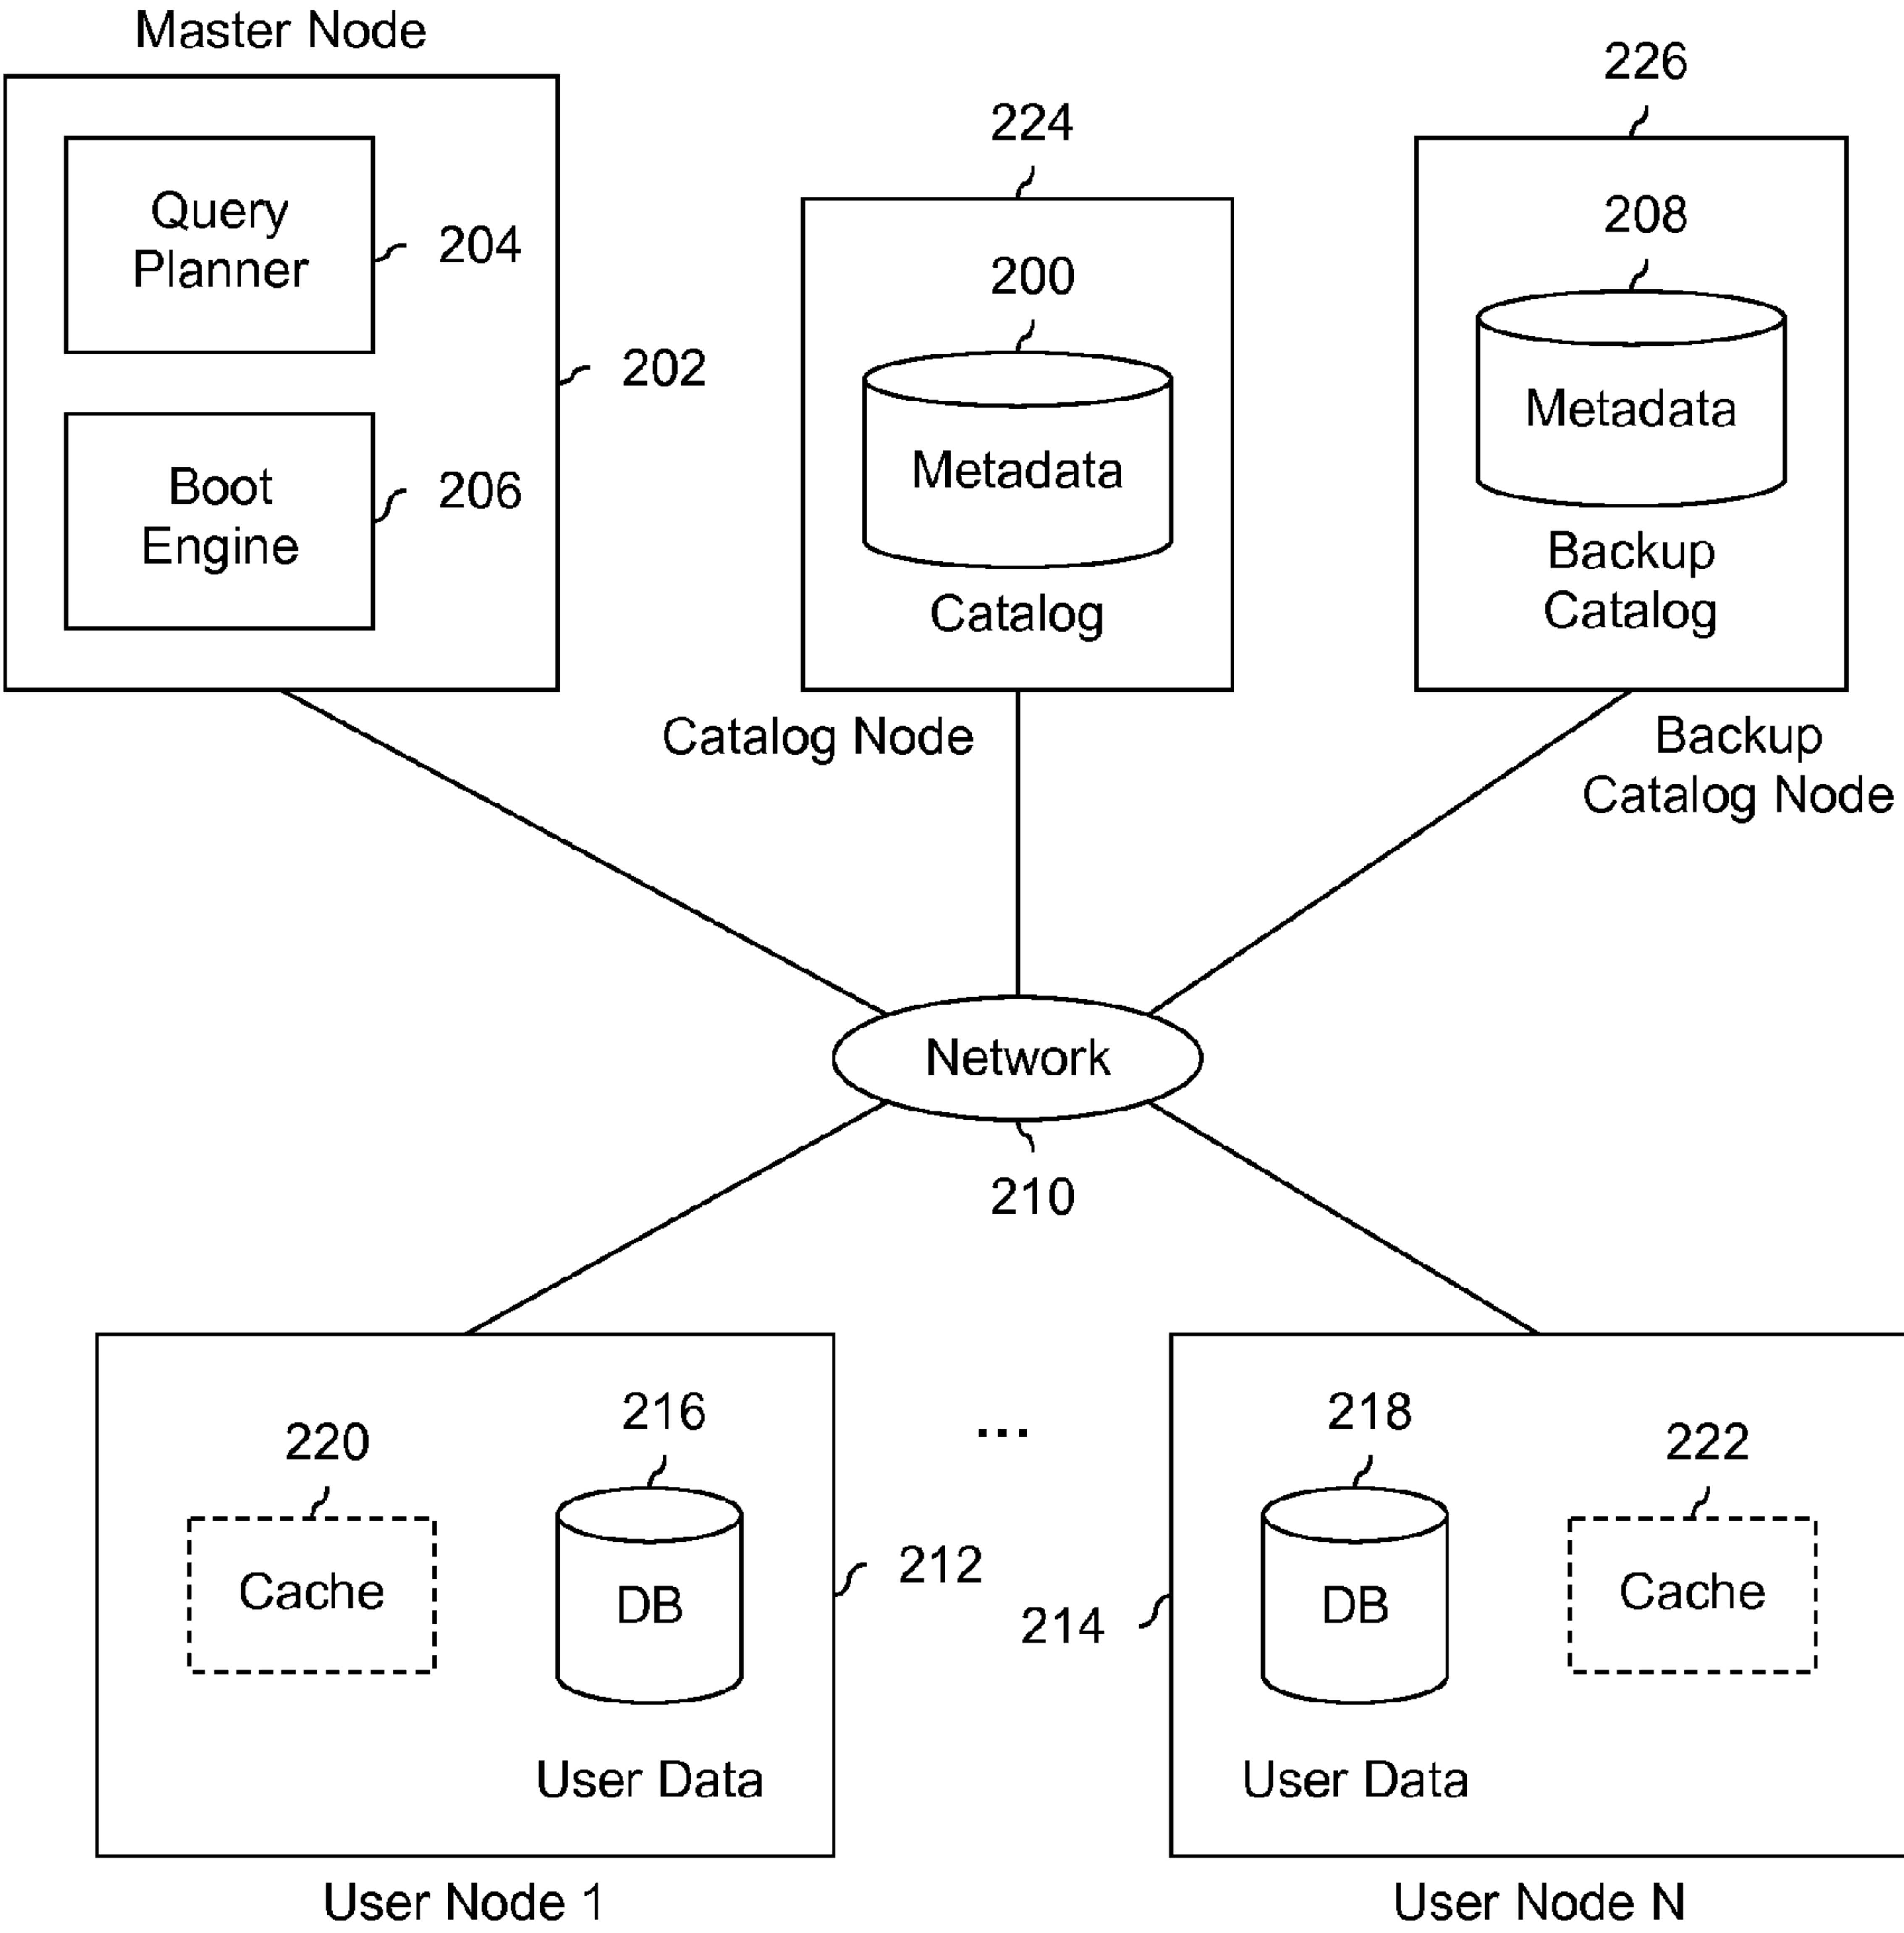 Master Node
Query
Planner
204
Boot
Engine
206
202
224
200
Metadata
Catalog
Catalog Node
226
208
Metadata
Backup
Catalog
Backup
Catalog Node
Network
210
220
Cache
216
DB
User Data
212
User Node 1
...
214
218
DB
User Data
222
Cache
User Node N